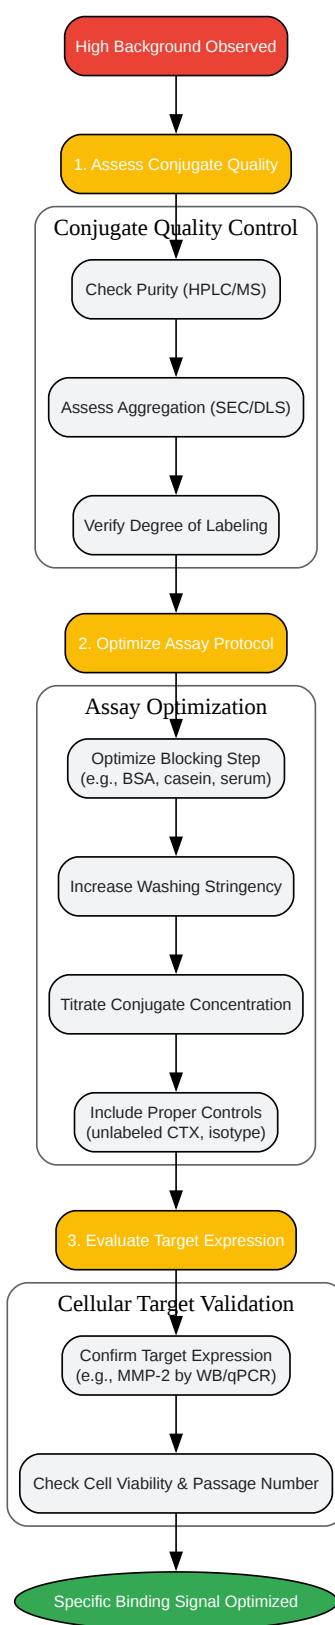 High Background Observed
1. Assess Conjugate Quality
Conjugate Quality Control
Check Purity (HPLC/MS)
Assess Aggregation (SEC/DLS)
Verify Degree of Labeling
2. Optimize Assay Protocol
Assay Optimization
Optimize Blocking Step
(e.g., BSA, casein, serum)
Increase Washing Stringency
Titrate Conjugate Concentration
Include Proper Controls
(unlabeled CTX, isotype)
3. Evaluate Target Expression
Cellular Target Validation
Confirm Target Expression
(e.g., MMP-2 by WB/qPCR)
Check Cell Viability & Passage Number
Specific Binding Signal Optimized